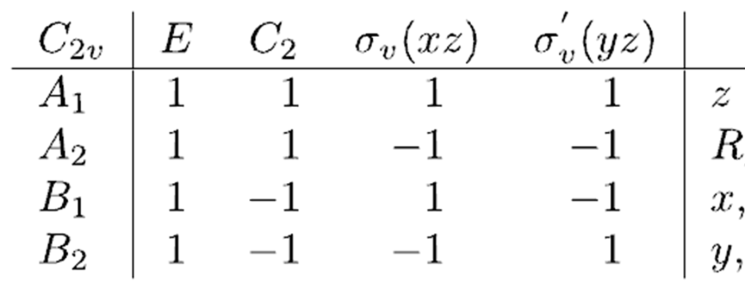 C₂ᵥ E C₂ σᵥ(xz) σᵥ′(yz)
A₁ 1 1 1 1 z
A₂ 1 1 −1 −1 R
B₁ 1 −1 1 −1 x,
B₂ 1 −1 −1 1 y,